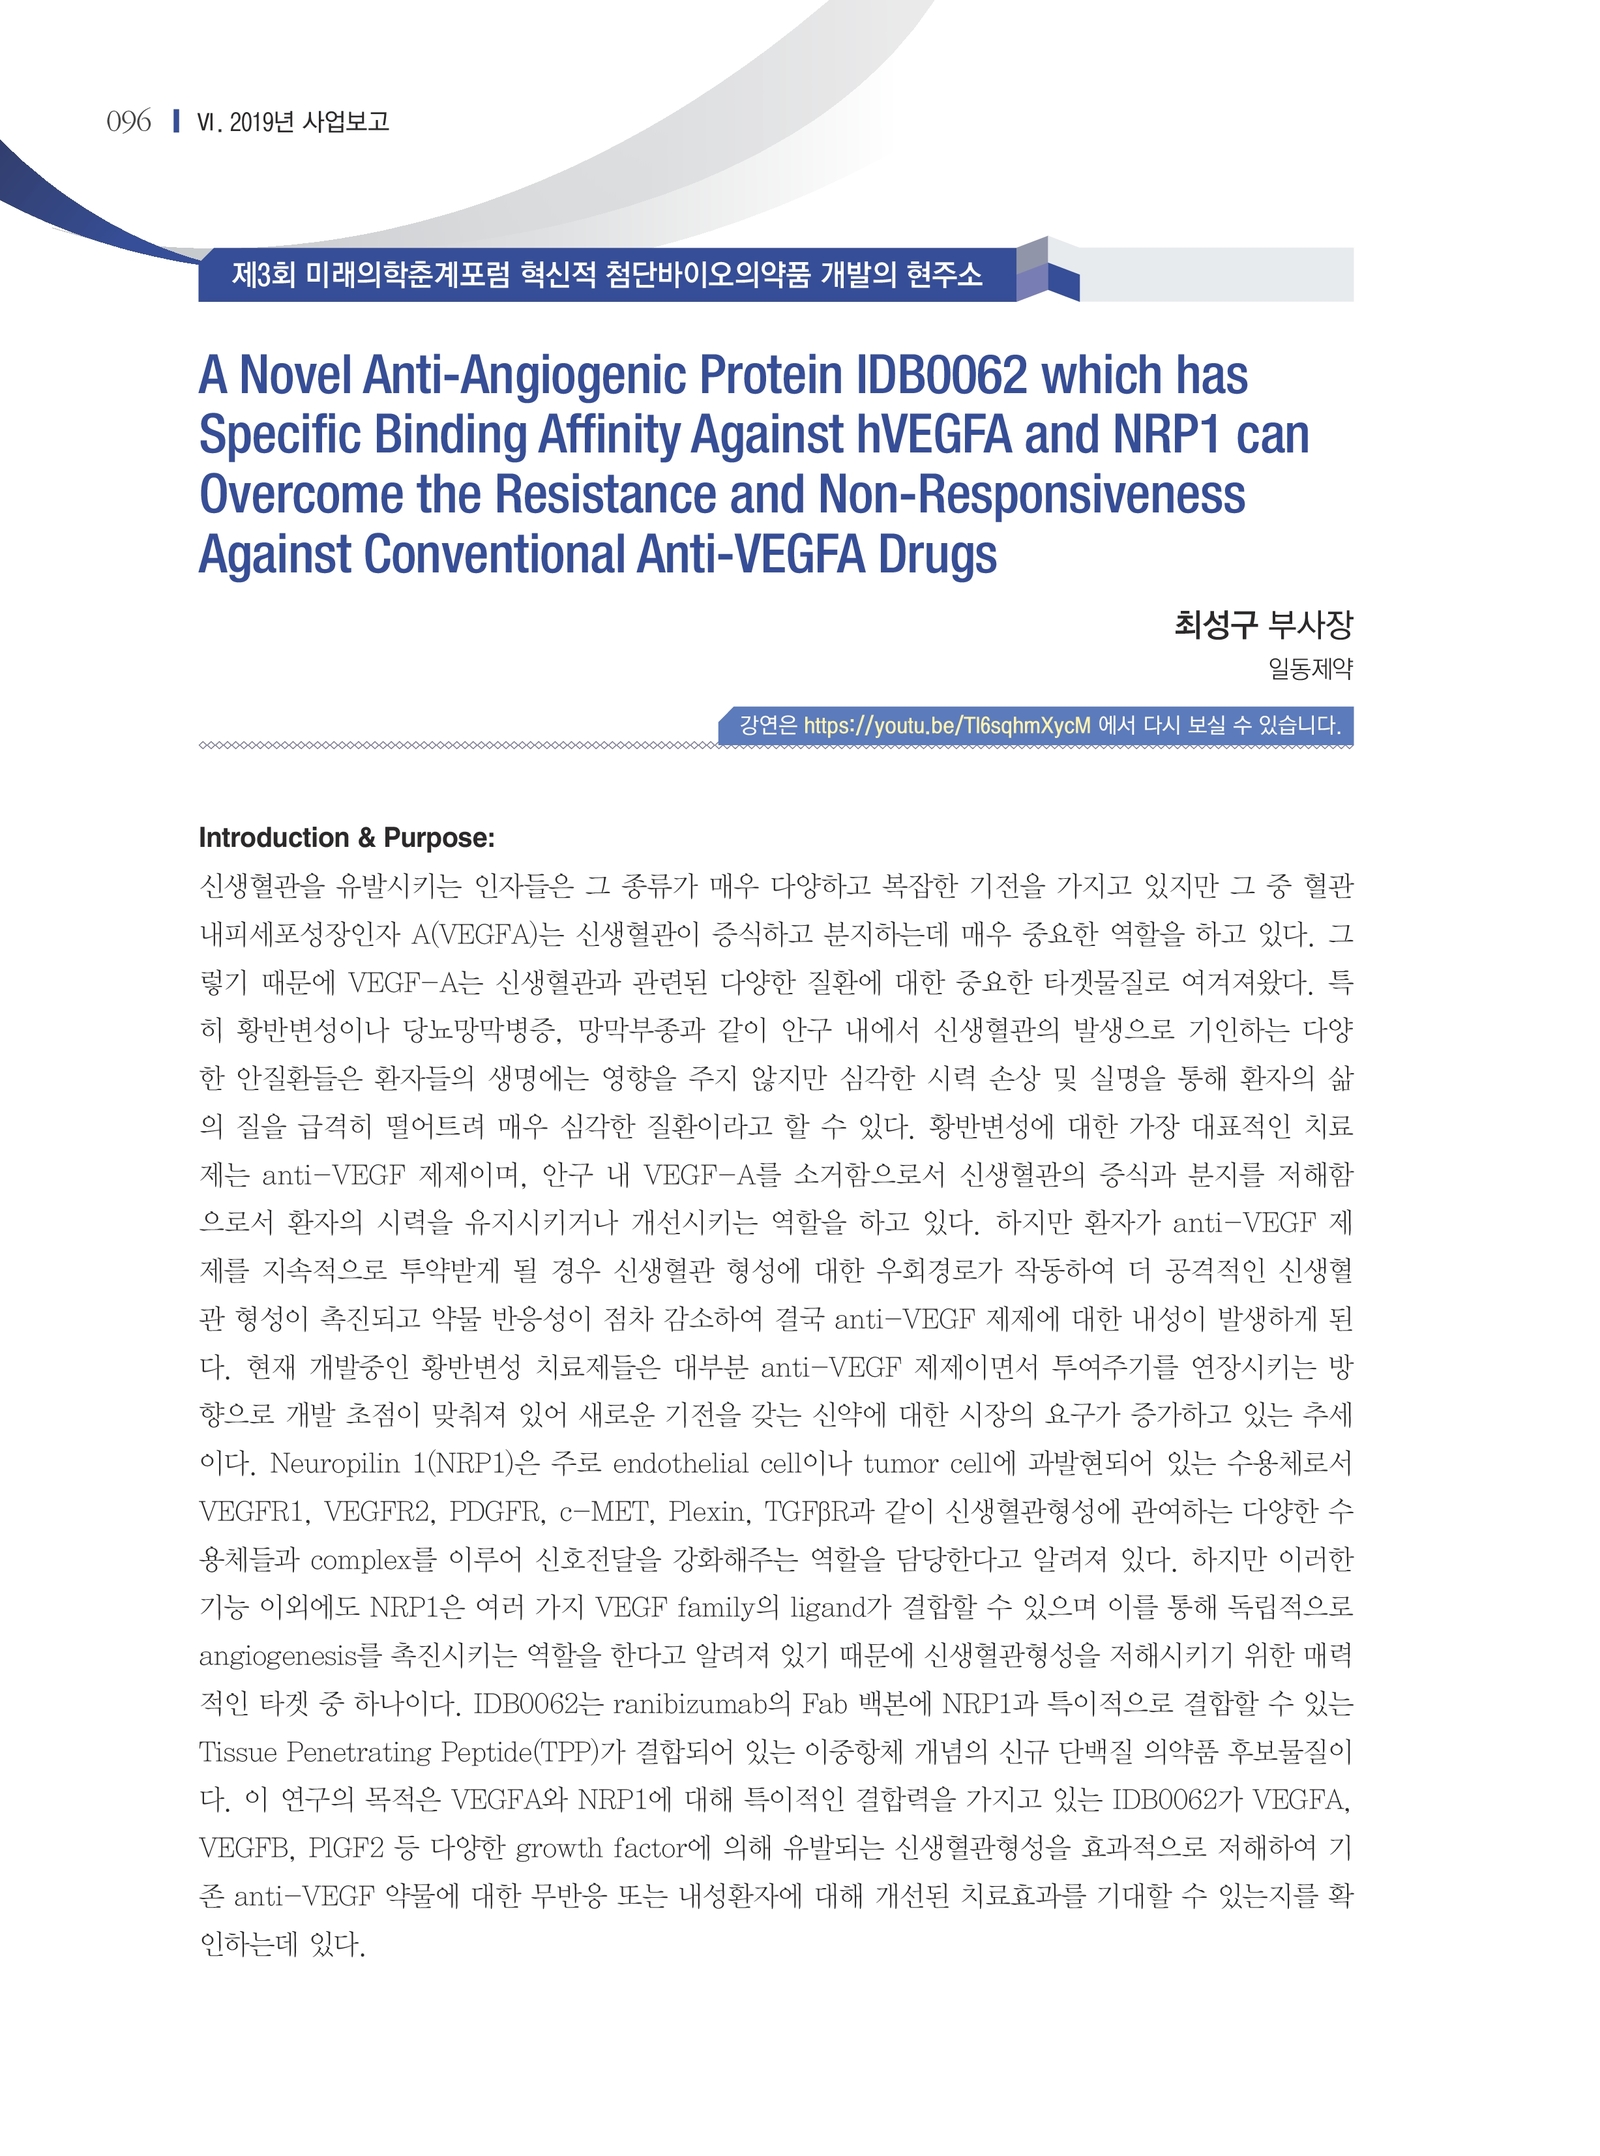 096 VI. 2019년 사업보고
제3회 미래의학춘계포럼 혁신적 첨단바이오의약품 개발의 현주소
A Novel Anti-Angiogenic Protein IDB0062 which has
Specific Binding Affinity Against hVEGFA and NRP1 can
Overcome the Resistance and Non-Responsiveness
Against Conventional Anti-VEGFA Drugs
최성구 부사장
일동제약
강연은 https://youtu.be/Tl6sqhmXycM 에서 다시 보실 수 있습니다.
Introduction & Purpose:
신생혈관을 유발시키는 인자들은 그 종류가 매우 다양하고 복잡한 기전을 가지고 있지만 그 중 혈관
내피세포성장인자 A(VEGFA)는 신생혈관이 증식하고 분지하는데 매우 중요한 역할을 하고 있다. 그
렇기 때문에 VEGF-A는 신생혈관과 관련된 다양한 질환에 대한 중요한 타겟물질로 여겨져왔다. 특
히 황반변성이나 당뇨망막병증, 망막부종과 같이 안구 내에서 신생혈관의 발생으로 기인하는 다양
한 안질환들은 환자들의 생명에는 영향을 주지 않지만 심각한 시력 손상 및 실명을 통해 환자의 삶
의 질을 급격히 떨어트려 매우 심각한 질환이라고 할 수 있다. 황반변성에 대한 가장 대표적인 치료
제는 anti-VEGF 제제이며, 안구 내 VEGF-A를 소거함으로서 신생혈관의 증식과 분지를 저해함
으로서 환자의 시력을 유지시키거나 개선시키는 역할을 하고 있다. 하지만 환자가 anti-VEGF 제
제를 지속적으로 투약받게 될 경우 신생혈관 형성에 대한 우회경로가 작동하여 더 공격적인 신생혈
관 형성이 촉진되고 약물 반응성이 점차 감소하여 결국 anti-VEGF 제제에 대한 내성이 발생하게 된
다. 현재 개발중인 황반변성 치료제들은 대부분 anti-VEGF 제제이면서 투여주기를 연장시키는 방
향으로 개발 초점이 맞춰져 있어 새로운 기전을 갖는 신약에 대한 시장의 요구가 증가하고 있는 추세
이다. Neuropilin 1(NRP1)은 주로 endothelial cell이나 tumor cell에 과발현되어 있는 수용체로서
VEGFR1, VEGFR2, PDGFR, c-MET, Plexin, TGFβR과 같이 신생혈관형성에 관여하는 다양한 수
용체들과 complex를 이루어 신호전달을 강화해주는 역할을 담당한다고 알려져 있다. 하지만 이러한
기능 이외에도 NRP1은 여러 가지 VEGF family의 ligand가 결합할 수 있으며 이를 통해 독립적으로
angiogenesis를 촉진시키는 역할을 한다고 알려져 있기 때문에 신생혈관형성을 저해시키기 위한 매력
적인 타겟 중 하나이다. IDB0062는 ranibizumab의 Fab 백본에 NRP1과 특이적으로 결합할 수 있는
Tissue Penetrating Peptide(TPP)가 결합되어 있는 이중항체 개념의 신규 단백질 의약품 후보물질이
다. 이 연구의 목적은 VEGFA와 NRP1에 대해 특이적인 결합력을 가지고 있는 IDB0062가 VEGFA,
VEGFB, PlGF2 등 다양한 growth factor에 의해 유발되는 신생혈관형성을 효과적으로 저해하여 기
존 anti-VEGF 약물에 대한 무반응 또는 내성환자에 대해 개선된 치료효과를 기대할 수 있는지를 확
인하는데 있다.